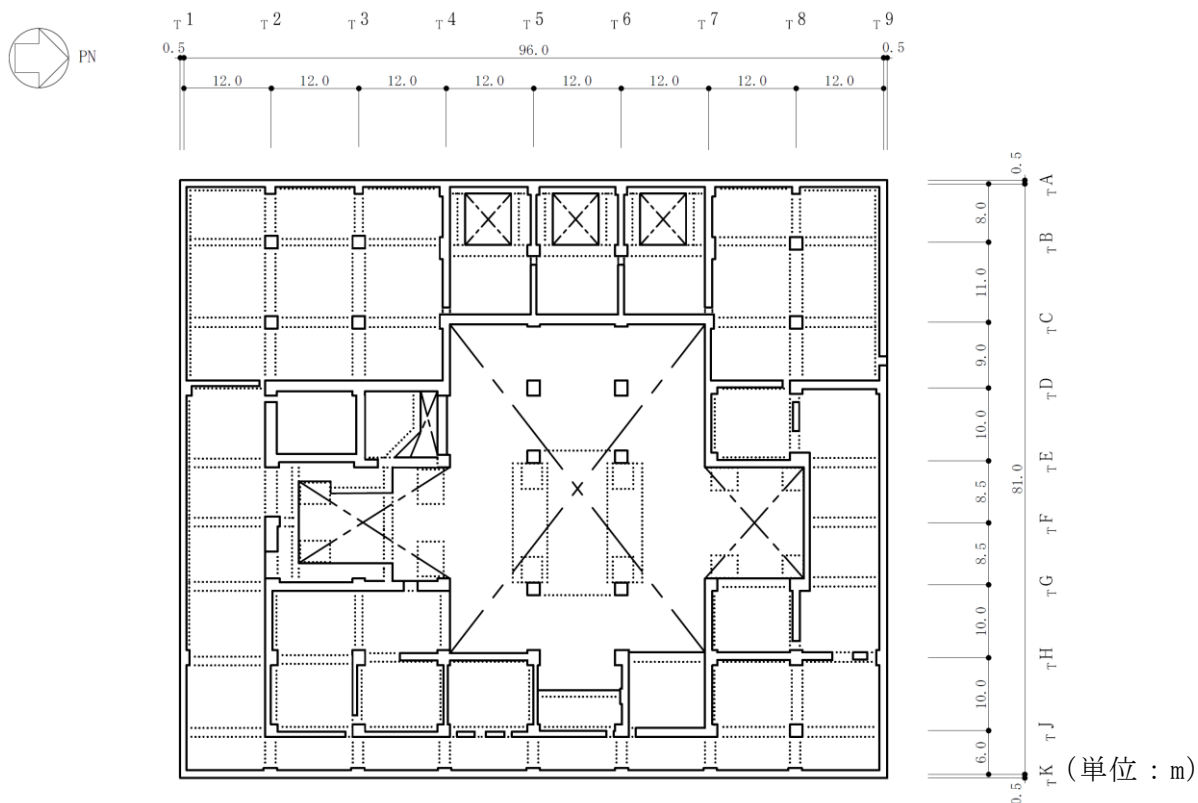 T1 T2 T3 T4 T5 T6 T7 T8 T9
PN
0.5 96.0 0.5
12.0 12.0 12.0 12.0 12.0 12.0 12.0 12.0
0.5
TA
8.0
TB
11.0
TC
9.0
TD
10.0
TE
8.5
81.0
TF
8.5
TG
10.0
TH
10.0
TJ
6.0
TK
0.5
(単位:m)